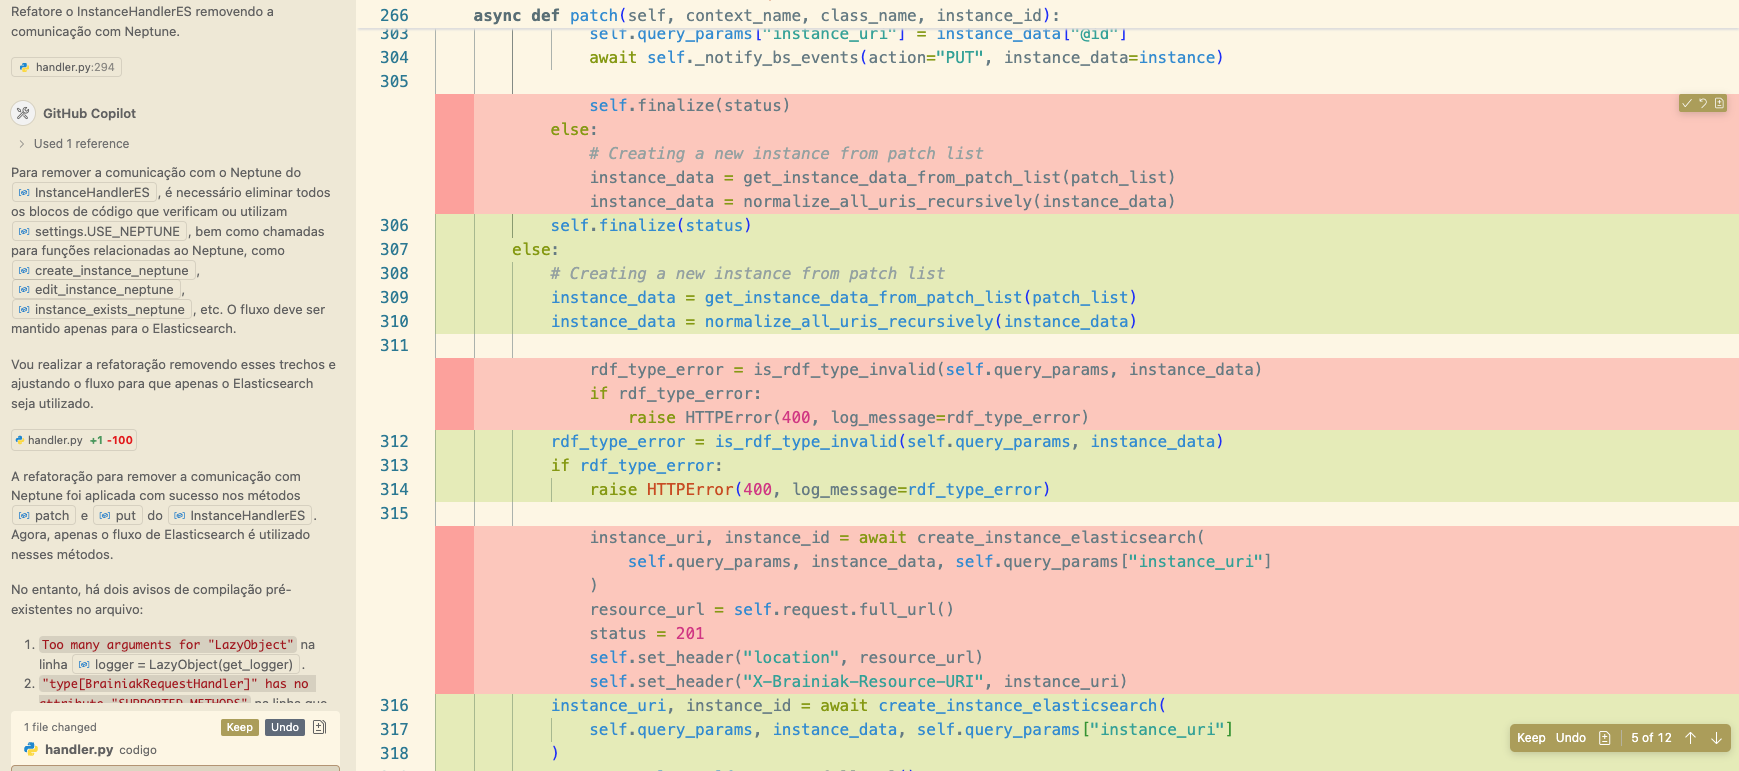 Refatore o InstanceHandlerES removendo a
comunicação com Neptune.
handler.py:294
GitHub Copilot
Used 1 reference
Para remover a comunicação com o Neptune do
InstanceHandlerES , é necessário eliminar todos
os blocos de código que verificam ou utilizam
settings.USE_NEPTUNE , bem como chamadas
para funções relacionadas ao Neptune, como
create_instance_neptune ,
edit_instance_neptune ,
instance_exists_neptune , etc. O fluxo deve ser
mantido apenas para o Elasticsearch.
Vou realizar a refatoração removendo esses trechos e
ajustando o fluxo para que apenas o Elasticsearch
seja utilizado.
handler.py +1 -100
A refatoração para remover a comunicação com
Neptune foi aplicada com sucesso nos métodos
patch e put do InstanceHandlerES .
Agora, apenas o fluxo de Elasticsearch é utilizado
nesses métodos.
No entanto, há dois avisos de compilação pré-
existentes no arquivo:
1. Too many arguments for "LazyObject" na
linha logger = LazyObject(get_logger) .
2. "type[BrainiakRequestHandler]" has no
attribute "SUPPORTED_METHODS" na linha que
1 file changed Keep Undo
handler.py codigo
266 async def patch(self, context_name, class_name, instance_id):
303 self.query_params["instance_uri"] = instance_data["@id"]
304 await self._notify_bs_events(action="PUT", instance_data=instance)
305
self.finalize(status)
else:
# Creating a new instance from patch list
instance_data = get_instance_data_from_patch_list(patch_list)
instance_data = normalize_all_uris_recursively(instance_data)
306 self.finalize(status)
307 else:
308 # Creating a new instance from patch list
309 instance_data = get_instance_data_from_patch_list(patch_list)
310 instance_data = normalize_all_uris_recursively(instance_data)
311
rdf_type_error = is_rdf_type_invalid(self.query_params, instance_data)
if rdf_type_error:
raise HTTPError(400, log_message=rdf_type_error)
312 rdf_type_error = is_rdf_type_invalid(self.query_params, instance_data)
313 if rdf_type_error:
314 raise HTTPError(400, log_message=rdf_type_error)
315
instance_uri, instance_id = await create_instance_elasticsearch(
self.query_params, instance_data, self.query_params["instance_uri"]
)
resource_url = self.request.full_url()
status = 201
self.set_header("location", resource_url)
self.set_header("X-Brainiak-Resource-URI", instance_uri)
316 instance_uri, instance_id = await create_instance_elasticsearch(
317 self.query_params, instance_data, self.query_params["instance_uri"]
318 )
Keep Undo 5 of 12